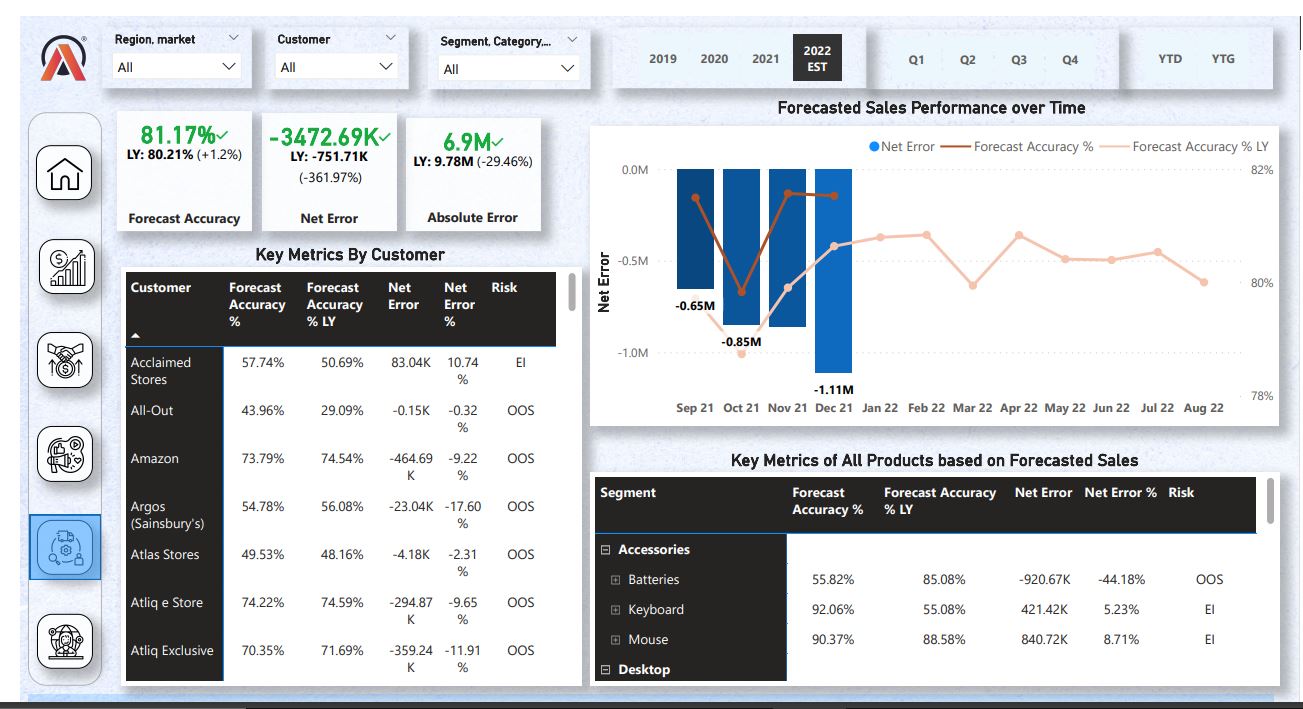 Region, market
Customer
Segment, Category,...
All
All
All
2019
2020
2021
2022
EST
Q1
Q2
Q3
Q4
YTD
YTG
81.17%
LY: 80.21% (+1.2%)
Forecast Accuracy
-3472.69K
LY: -751.71K
(-361.97%)
Net Error
6.9M
LY: 9.78M (-29.46%)
Absolute Error
Forecasted Sales Performance over Time
Net Error
Forecast Accuracy %
Forecast Accuracy % LY
Net Error
0.0M
-0.5M
-1.0M
82%
80%
78%
-0.65M
-0.85M
-1.11M
Sep 21 Oct 21 Nov 21 Dec 21 Jan 22 Feb 22 Mar 22 Apr 22 May 22 Jun 22 Jul 22 Aug 22
Key Metrics By Customer
Customer Forecast Forecast Net Net Risk
Accuracy Accuracy Error Error
% % LY %
Acclaimed 57.74% 50.69% 83.04K 10.74 EI
Stores %
All-Out 43.96% 29.09% -0.15K -0.32 OOS
%
Amazon 73.79% 74.54% -464.69 -9.22 OOS
K %
Argos 54.78% 56.08% -23.04K -17.60 OOS
(Sainsbury's) %
Atlas Stores 49.53% 48.16% -4.18K -2.31 OOS
%
Atliq e Store 74.22% 74.59% -294.87 -9.65 OOS
K %
Atliq Exclusive 70.35% 71.69% -359.24 -11.91 OOS
K %
Key Metrics of All Products based on Forecasted Sales
Segment Forecast Forecast Accuracy Net Error Net Error % Risk
Accuracy % % LY
Accessories
Batteries 55.82% 85.08% -920.67K -44.18% OOS
Keyboard 92.06% 55.08% 421.42K 5.23% EI
Mouse 90.37% 88.58% 840.72K 8.71% EI
Desktop